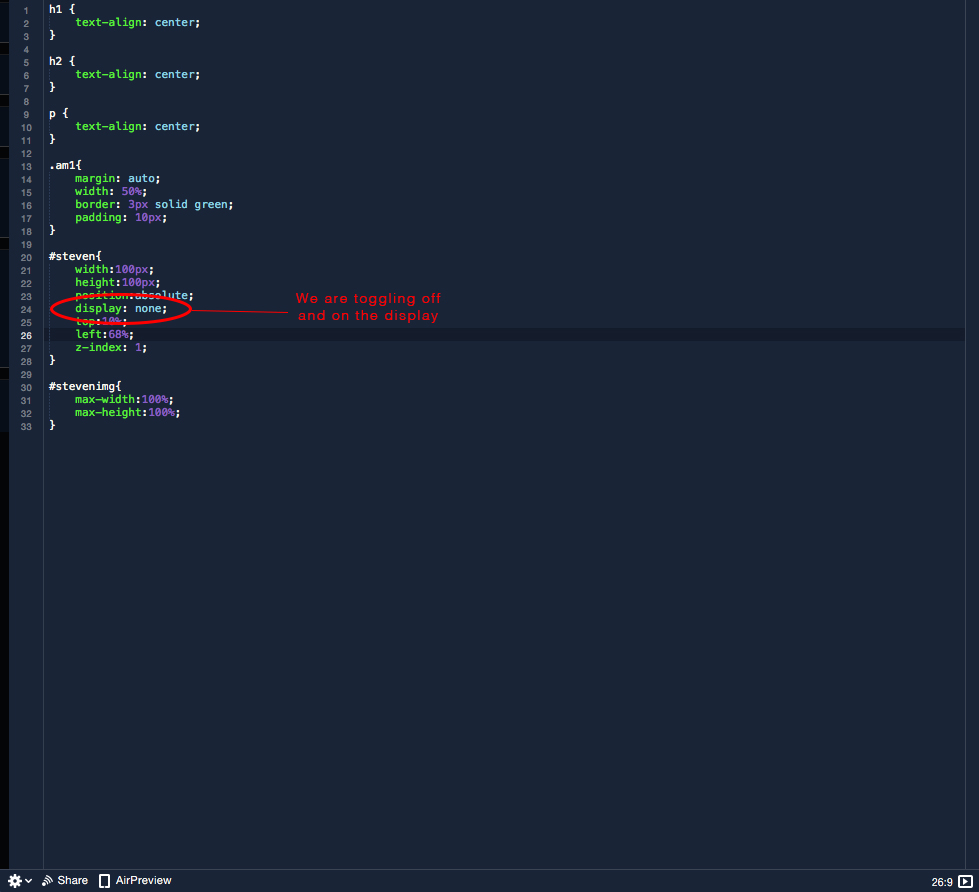 1 h1 {
2 text-align: center;
3 }
4
5 h2 {
6 text-align: center;
7 }
8
9 p {
10 text-align: center;
11 }
12
13 .am1{
14 margin: auto;
15 width: 50%;
16 border: 3px solid green;
17 padding: 10px;
18 }
19
20 #steven{
21 width:100px;
22 height:100px;
23 position:absolute;
24 display: none;
We are toggling off
and on the display
25 top:10%;
26 left:68%;
27 z-index: 1;
28 }
29
30 #stevenimg{
31 max-width:100%;
32 max-height:100%;
33 }
Share AirPreview 26:9